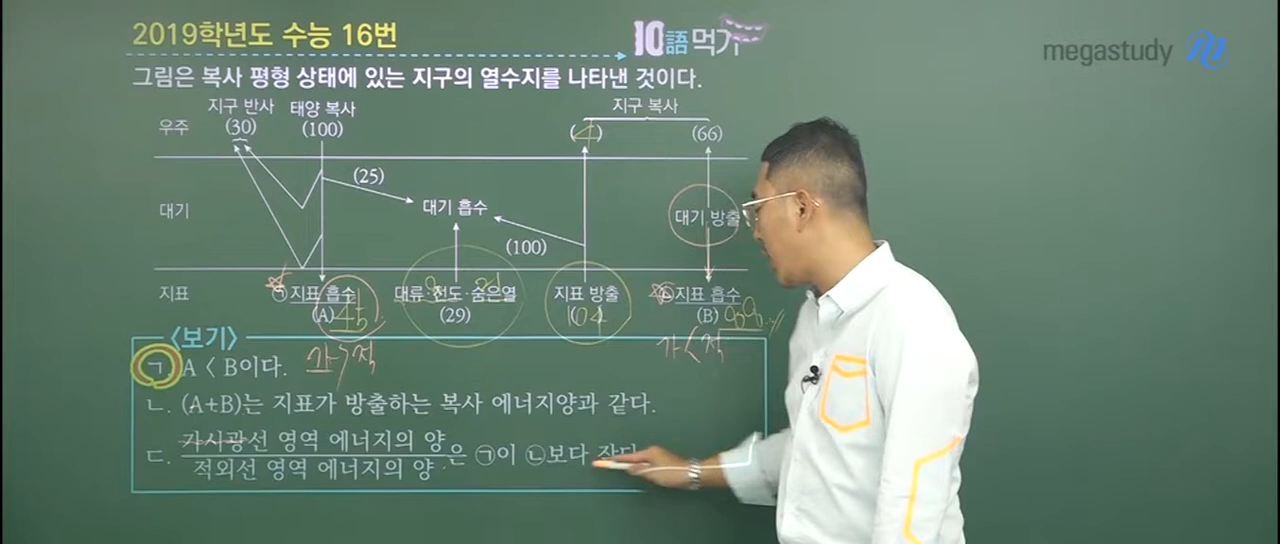 2019학년도 수능 16번
10語먹기
megastudy
그림은 복사 평형 상태에 있는 지구의 열수지를 나타낸 것이다.
지구 반사 태양 복사 지구 복사
우주 (30) (100) (4) (66)
(25)
대기 대기 흡수 대기 방출
(100)
지표 ㉠지표 흡수 대류·전도·숨은열 지표 방출 ㉡지표 흡수
(A) 45 (29) 104 (B) 88
<보기> 가>적 가<적
ㄱ. A < B이다.
ㄴ. (A+B)는 지표가 방출하는 복사 에너지양과 같다.
ㄷ. 가시광선 영역 에너지의 양
적외선 영역 에너지의 양
은 ㉠이 ㉡보다 작다